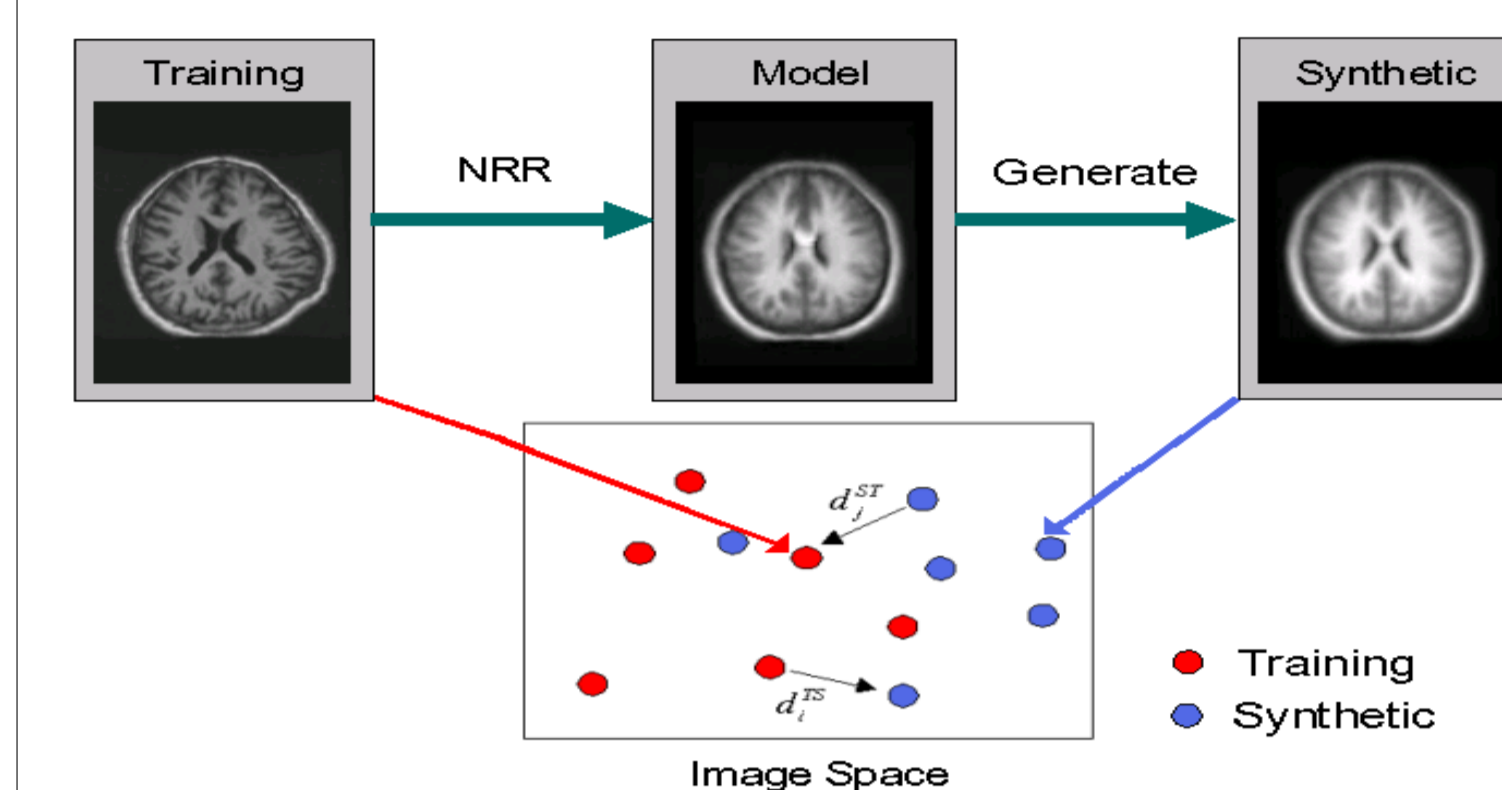 Training
Model
Synthetic
NRR
Generate
d_j^{ST}
d_i^{TS}
Training
Synthetic
Image Space